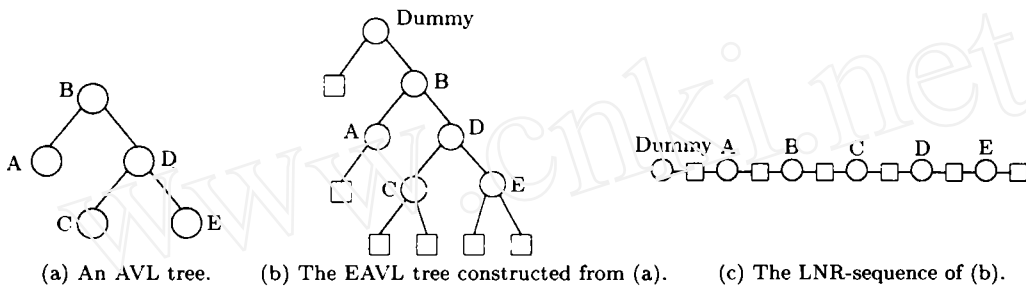 Dummy
B
A
D
C
E
(a) An AVL tree.
Dummy
B
A
D
C
E
(b) The EAVL tree constructed from (a).
A
B
C
D
E
(c) The LNR-sequence of (b).
www.cnki.net